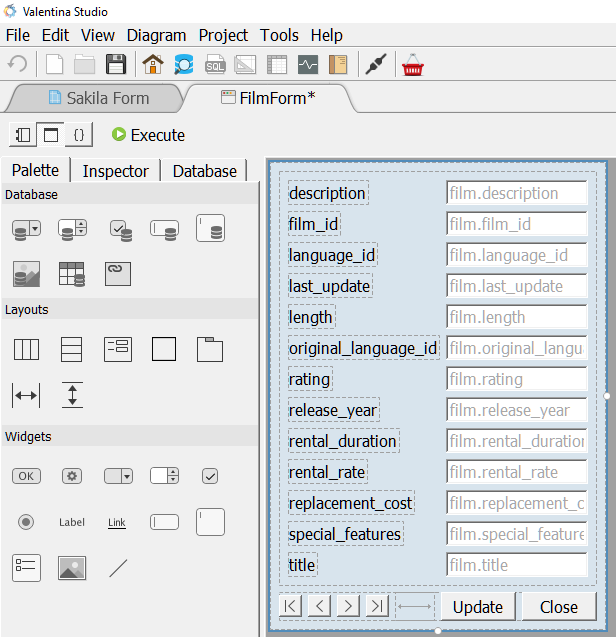 Valentina Studio
File Edit View Diagram Project Tools Help
SQL
Sakila Form FilmForm*
{} Execute
Palette Inspector Database
Database
Layouts
Widgets
OK
Label Link
description film.description
film_id film.film_id
language_id film.language_id
last_update film.last_update
length film.length
original_language_id film.original_langu
rating film.rating
release_year film.release_year
rental_duration film.rental_duration
rental_rate film.rental_rate
replacement_cost film.replacement_c
special_features film.special_feature
title film.title
Update Close